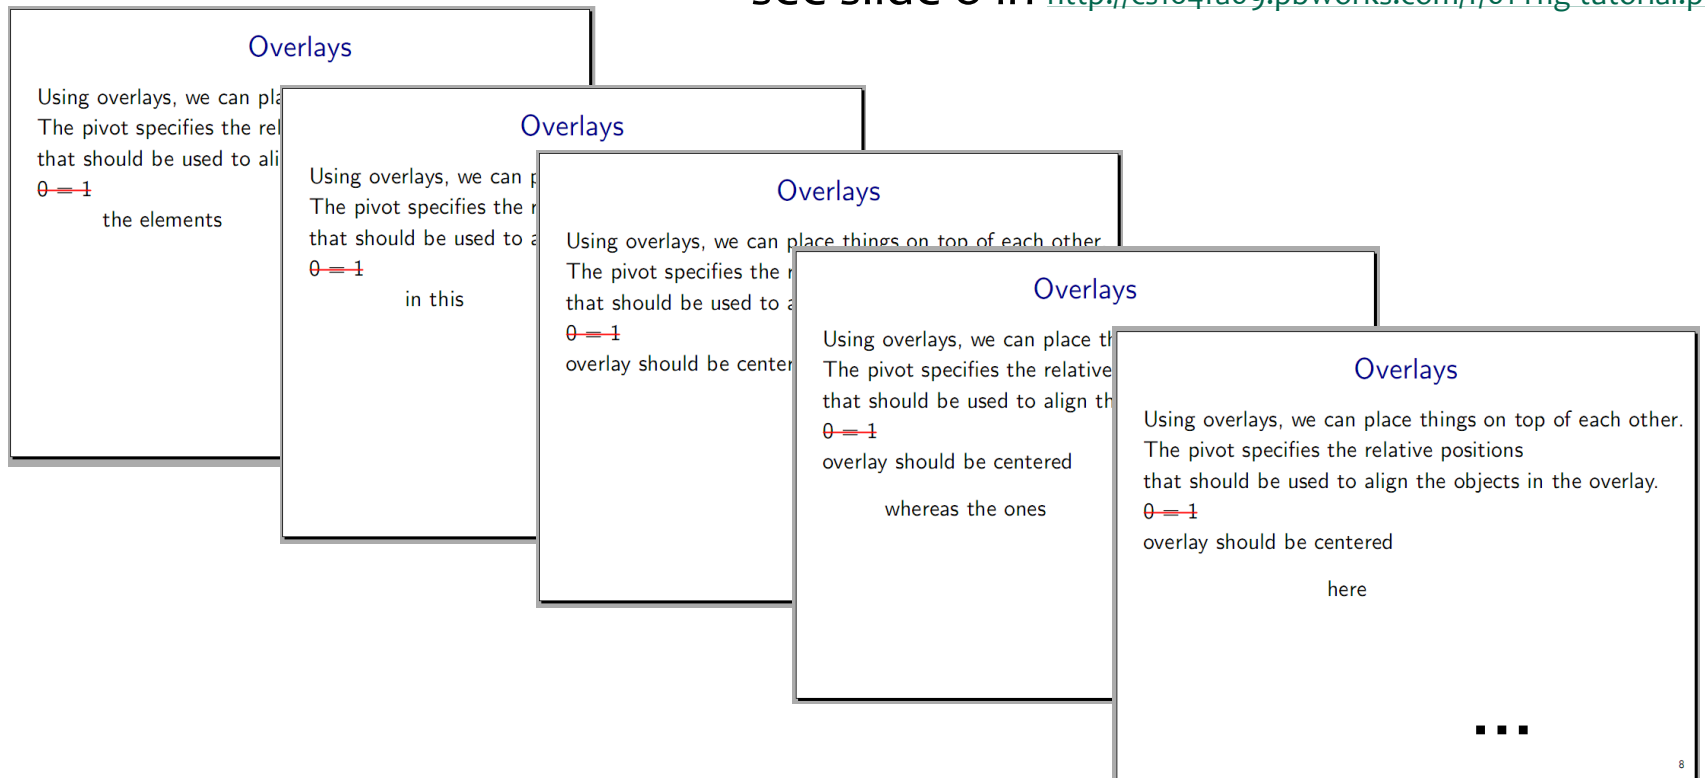 see slide in
Overlays
Using overlays, we can pla
The pivot specifies the rel
that should be used to ali
0 = 1
the elements
Overlays
Using overlays, we can p
The pivot specifies the r
that should be used to a
0 = 1
in this
Overlays
Using overlays, we can place things on top of each other
The pivot specifies the r
that should be used to a
0 = 1
overlay should be center
Overlays
Using overlays, we can place th
The pivot specifies the relative
that should be used to align th
0 = 1
overlay should be centered
whereas the ones
Overlays
Using overlays, we can place things on top of each other.
The pivot specifies the relative positions
that should be used to align the objects in the overlay.
0 = 1
overlay should be centered
here
...
8